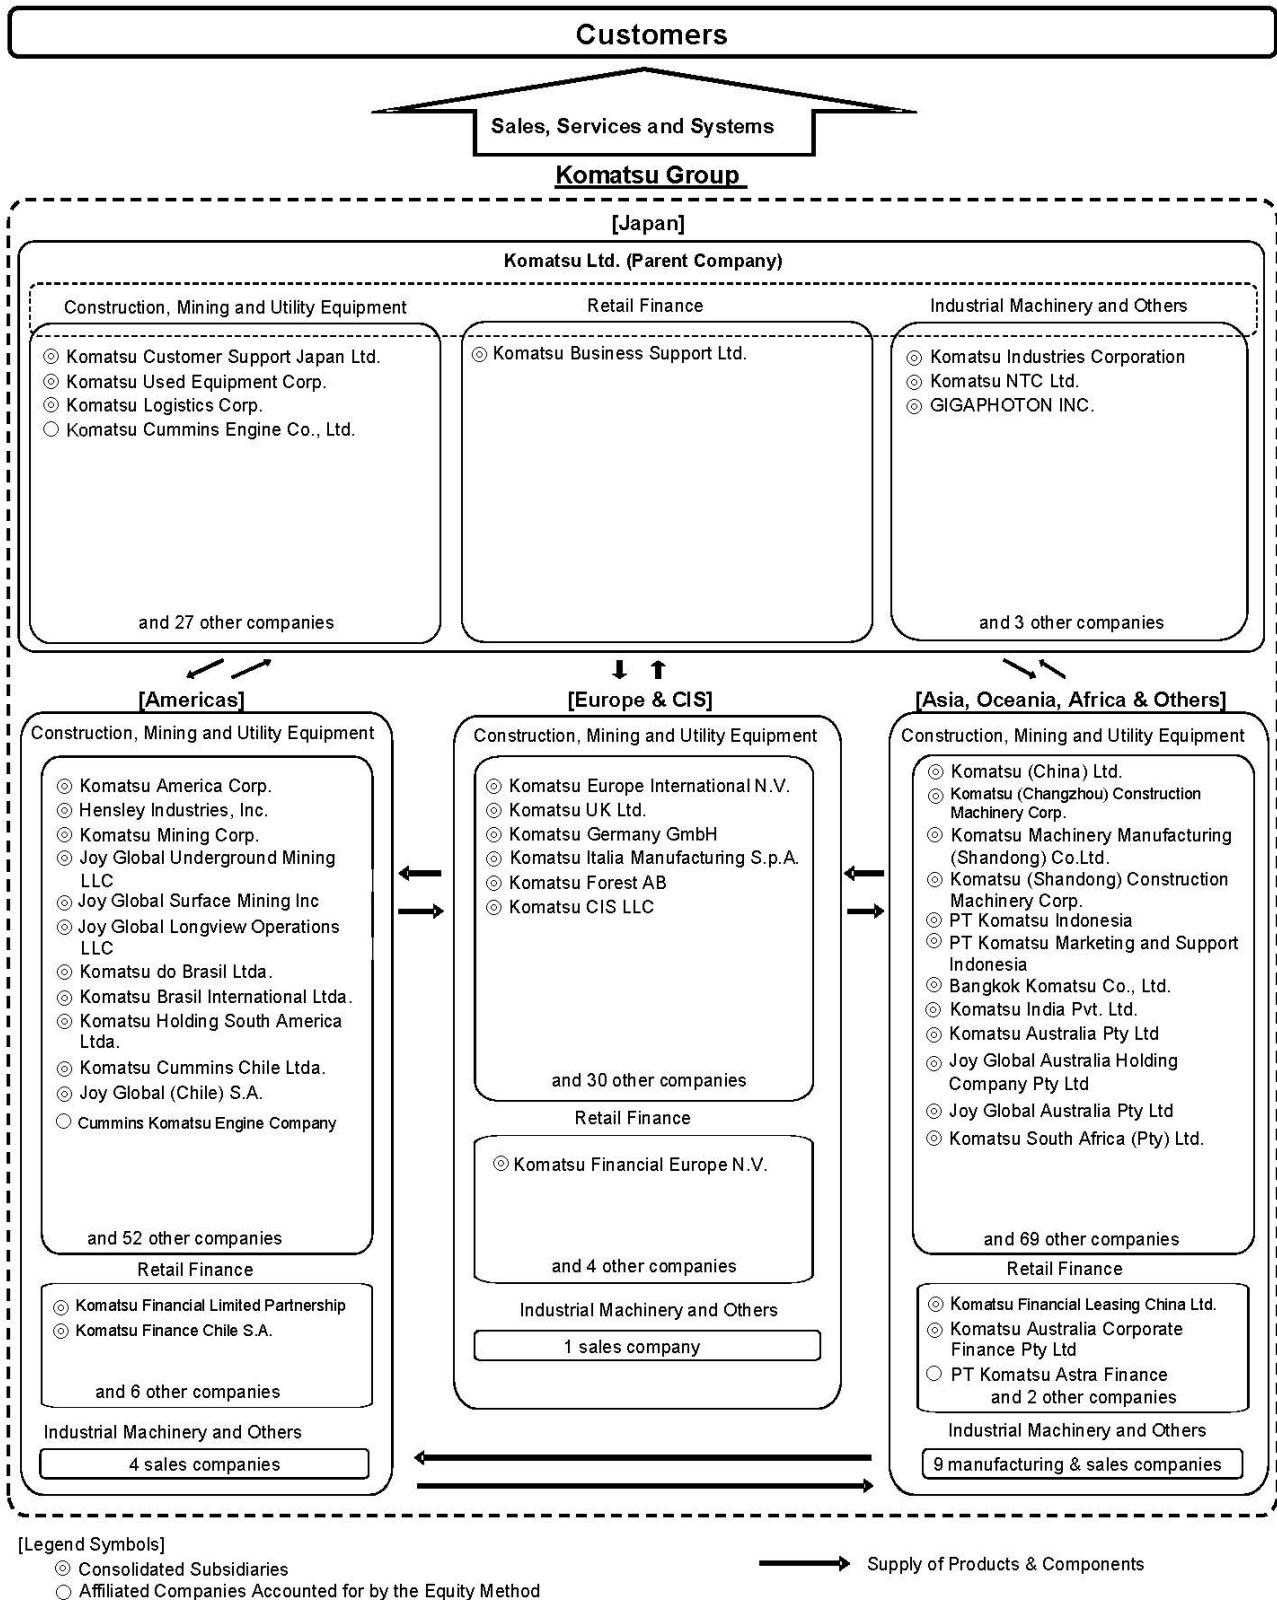 Customers
Sales, Services and Systems
Komatsu Group
[Japan]
Komatsu Ltd. (Parent Company)
Construction, Mining and Utility Equipment
◎ Komatsu Customer Support Japan Ltd.
◎ Komatsu Used Equipment Corp.
◎ Komatsu Logistics Corp.
○ Komatsu Cummins Engine Co., Ltd.
and 27 other companies
Retail Finance
◎ Komatsu Business Support Ltd.
Industrial Machinery and Others
◎ Komatsu Industries Corporation
◎ Komatsu NTC Ltd.
◎ GIGAPHOTON INC.
and 3 other companies
[Americas]
Construction, Mining and Utility Equipment
◎ Komatsu America Corp.
◎ Hensley Industries, Inc.
◎ Komatsu Mining Corp.
◎ Joy Global Underground Mining
LLC
◎ Joy Global Surface Mining Inc
◎ Joy Global Longview Operations
LLC
◎ Komatsu do Brasil Ltda.
◎ Komatsu Brasil International Ltda.
◎ Komatsu Holding South America
Ltda.
◎ Komatsu Cummins Chile Ltda.
◎ Joy Global (Chile) S.A.
○ Cummins Komatsu Engine Company
and 52 other companies
Retail Finance
◎ Komatsu Financial Limited Partnership
◎ Komatsu Finance Chile S.A.
and 6 other companies
Industrial Machinery and Others
4 sales companies
[Europe & CIS]
Construction, Mining and Utility Equipment
◎ Komatsu Europe International N.V.
◎ Komatsu UK Ltd.
◎ Komatsu Germany GmbH
◎ Komatsu Italia Manufacturing S.p.A.
◎ Komatsu Forest AB
◎ Komatsu CIS LLC
and 30 other companies
Retail Finance
◎ Komatsu Financial Europe N.V.
and 4 other companies
Industrial Machinery and Others
1 sales company
[Asia, Oceania, Africa & Others]
Construction, Mining and Utility Equipment
◎ Komatsu (China) Ltd.
◎ Komatsu (Changzhou) Construction
Machinery Corp.
◎ Komatsu Machinery Manufacturing
(Shandong) Co.Ltd.
◎ Komatsu (Shandong) Construction
Machinery Corp.
◎ PT Komatsu Indonesia
◎ PT Komatsu Marketing and Support
Indonesia
◎ Bangkok Komatsu Co., Ltd.
◎ Komatsu India Pvt. Ltd.
◎ Komatsu Australia Pty Ltd
◎ Joy Global Australia Holding
Company Pty Ltd
◎ Joy Global Australia Pty Ltd
◎ Komatsu South Africa (Pty) Ltd.
and 69 other companies
Retail Finance
◎ Komatsu Financial Leasing China Ltd.
◎ Komatsu Australia Corporate
Finance Pty Ltd
○ PT Komatsu Astra Finance
and 2 other companies
Industrial Machinery and Others
9 manufacturing & sales companies
[Legend Symbols]
◎ Consolidated Subsidiaries
○ Affiliated Companies Accounted for by the Equity Method
Supply of Products & Components